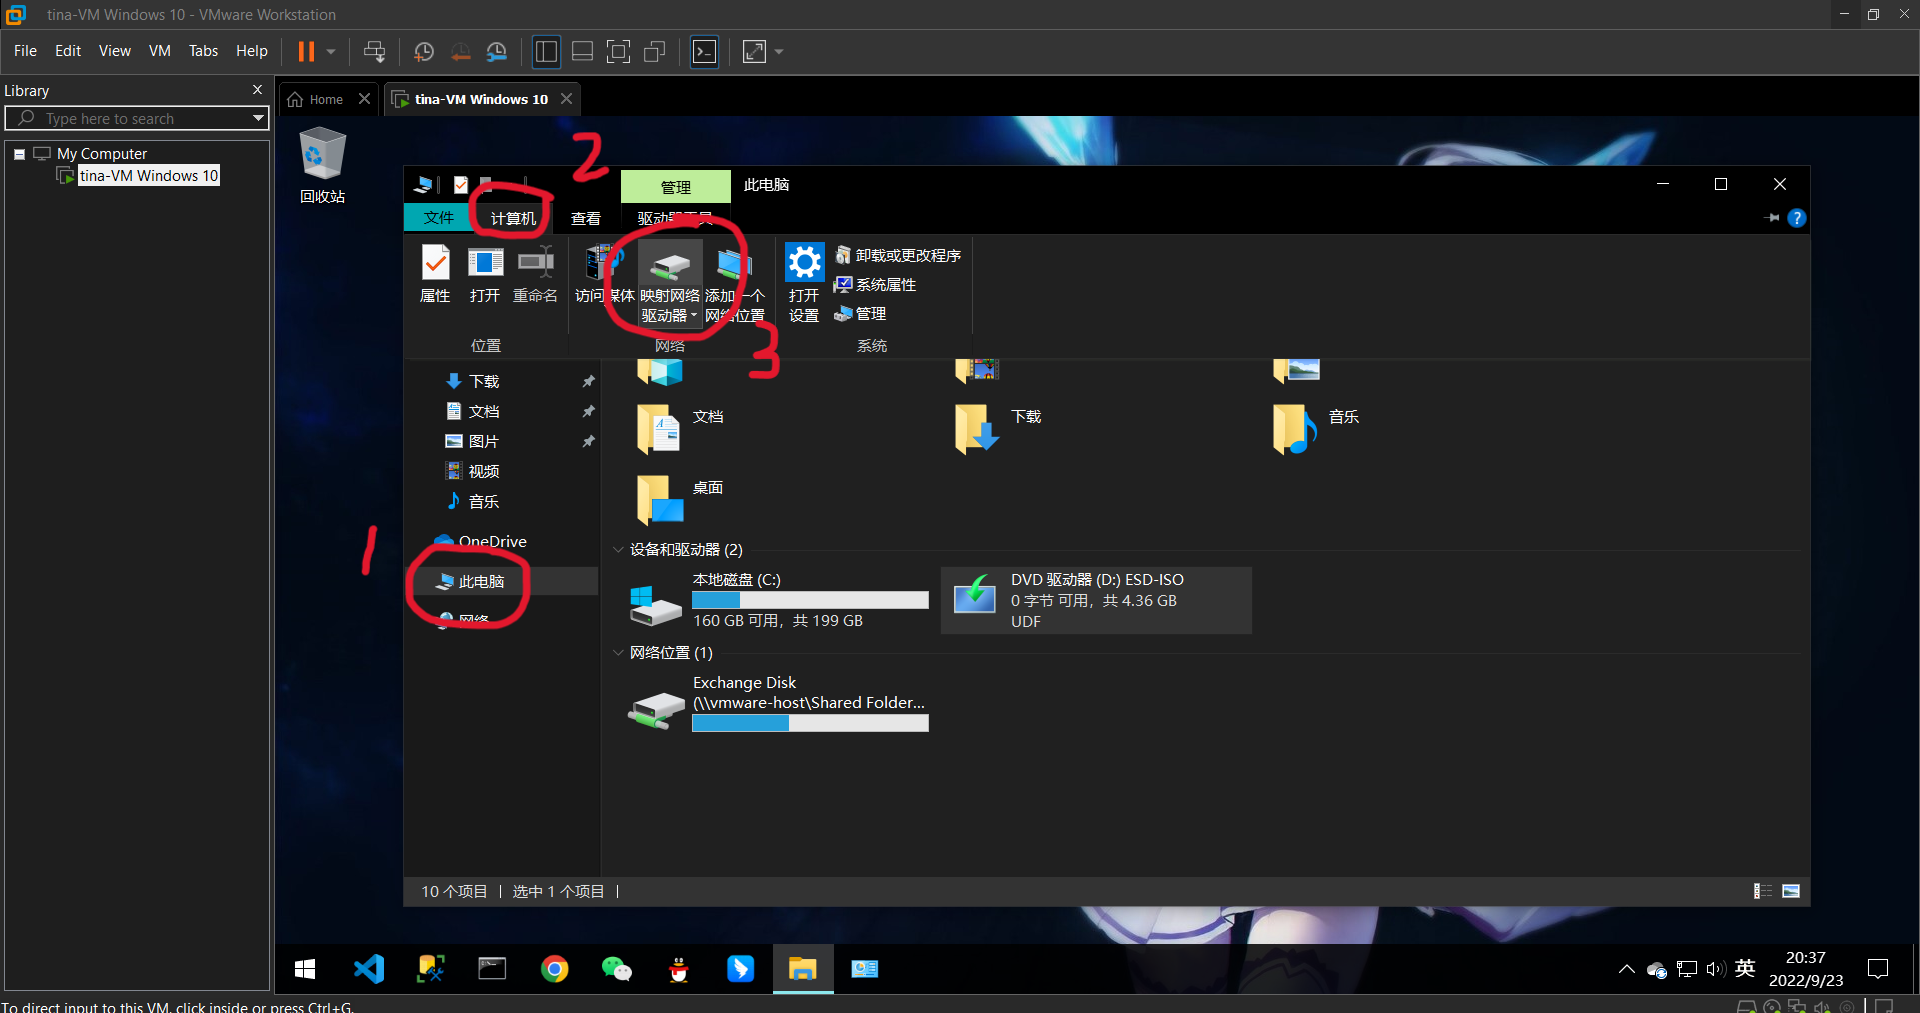 tina-VM Windows 10 - VMware Workstation
File Edit View VM Tabs Help
Library
Type here to search
My Computer
tina-VM Windows 10
Home
tina-VM Windows 10
回收站
2
管理
此电脑
文件
计算机
查看
驱动器工具
属性
打开
重命名
位置
访问媒体
映射网络
驱动器
添加一个
网络位置
网络
3
打开
设置
卸载或更改程序
系统属性
管理
系统
下载
文档
图片
视频
音乐
OneDrive
1
此电脑
网络
文档
下载
音乐
桌面
设备和驱动器 (2)
本地磁盘 (C:)
160 GB 可用，共 199 GB
DVD 驱动器 (D:) ESD-ISO
0 字节 可用，共 4.36 GB
UDF
网络位置 (1)
Exchange Disk
(\\vmware-host\Shared Folder...
10 个项目
选中 1 个项目
英
20:37
2022/9/23
To direct input to this VM, click inside or press Ctrl+G.